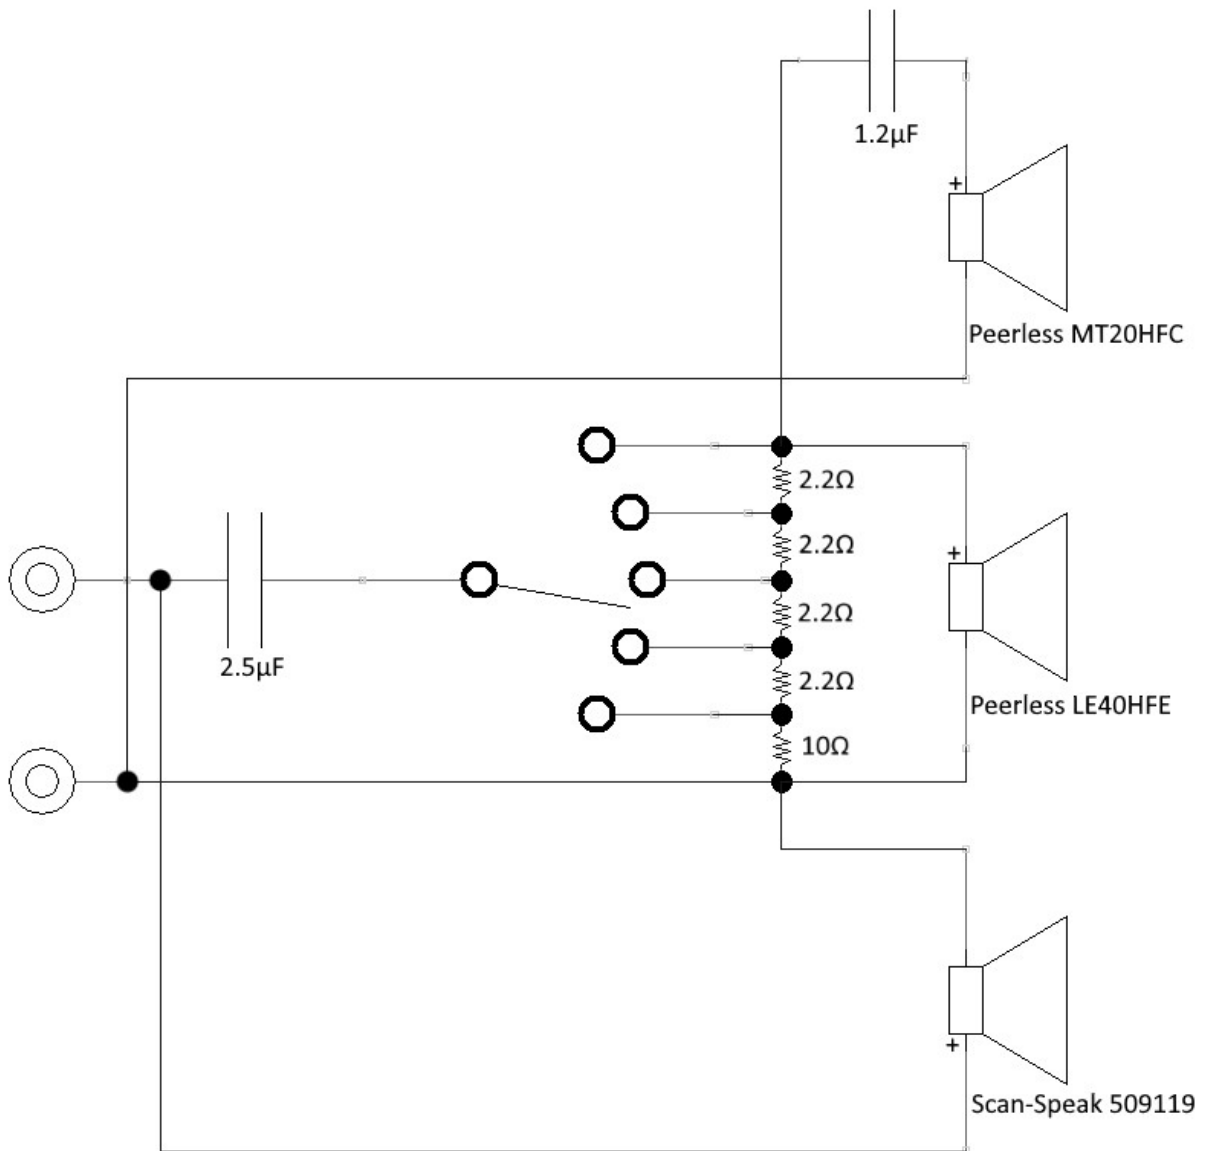 1.2µF
+
Peerless MT20HFC
2.2Ω
2.2Ω
+
2.2Ω
2.5µF
2.2Ω
Peerless LE40HFE
10Ω
+
Scan-Speak 509119